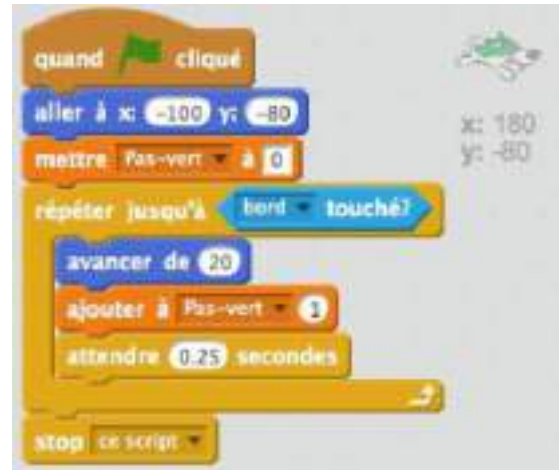 quand cliqué
aller à x: -100 y: -80
mettre Pas-vert à 0
répéter jusqu'à bord touché?
avancer de 20
ajouter à Pas-vert 1
attendre 0.25 secondes
stop ce script
x: 180
y: -80